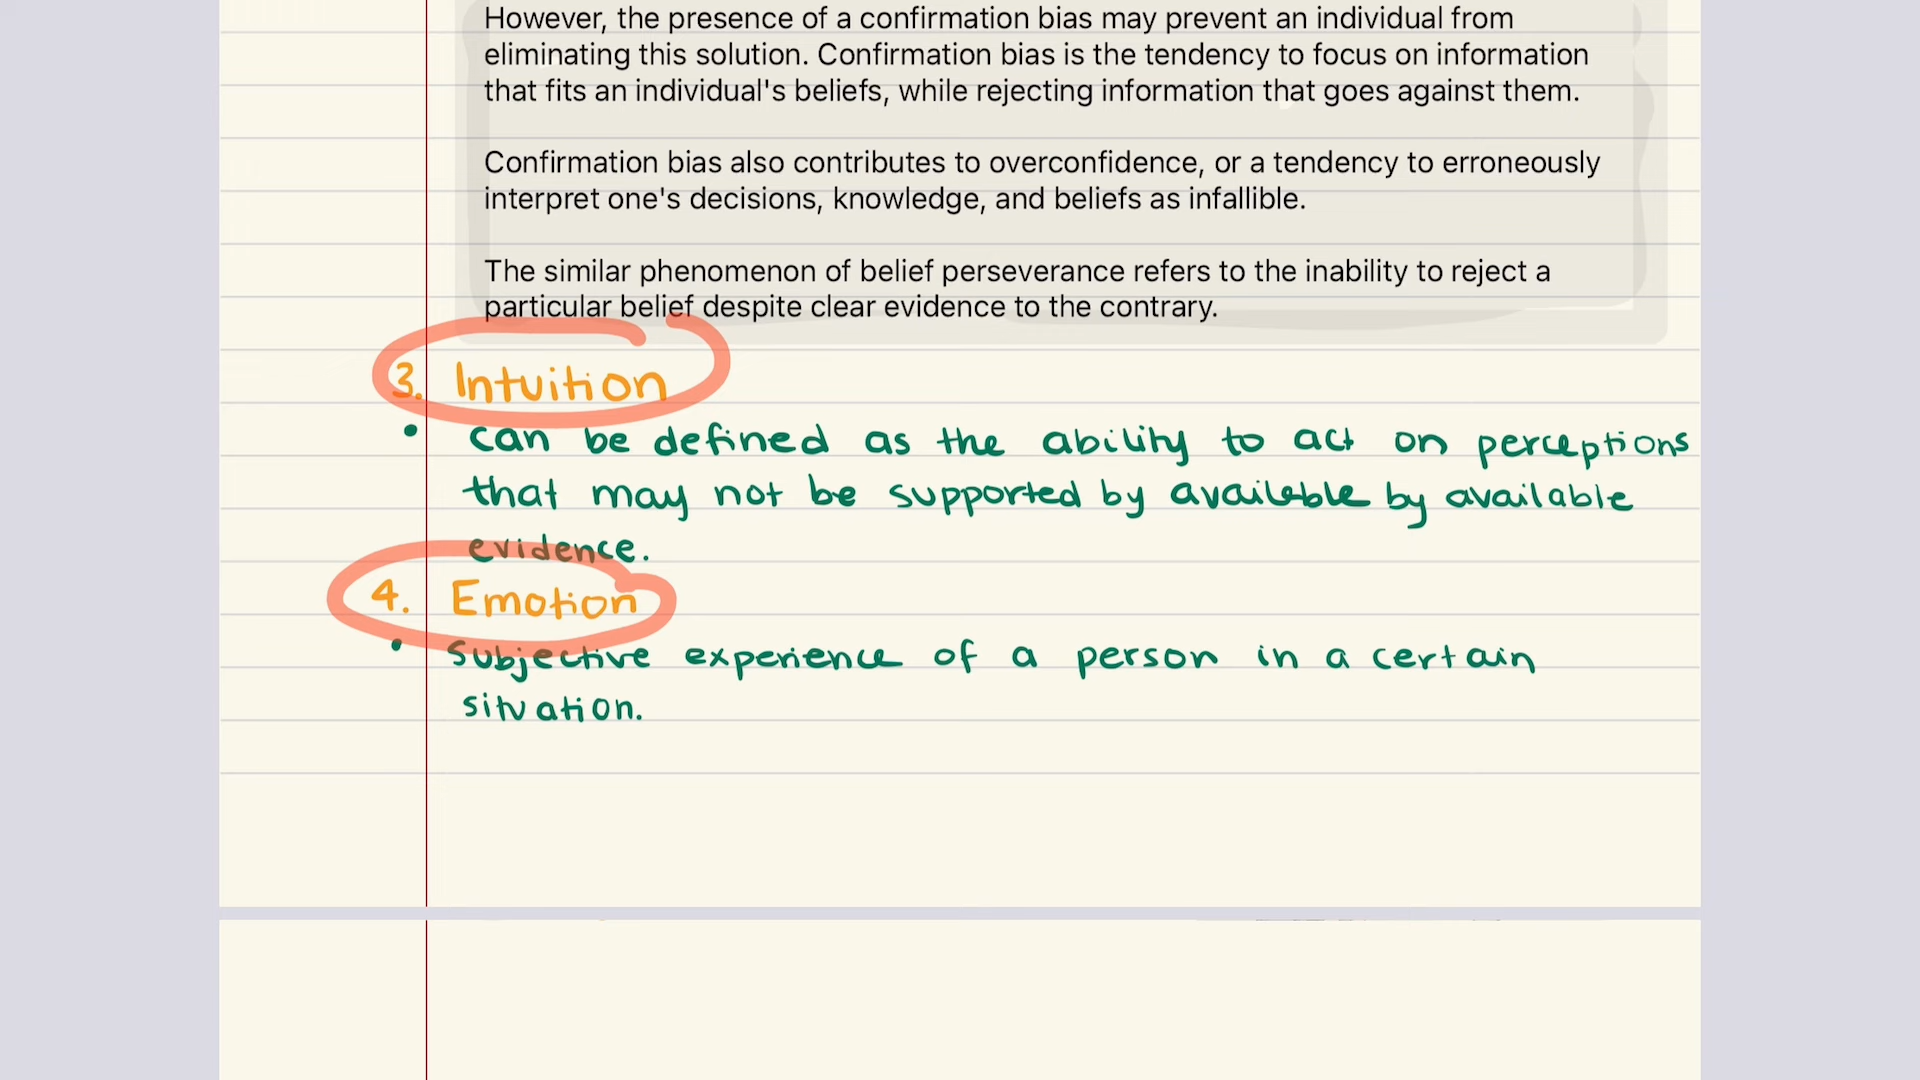 However, the presence of a confirmation bias may prevent an individual from
eliminating this solution. Confirmation bias is the tendency to focus on information
that fits an individual's beliefs, while rejecting information that goes against them.
Confirmation bias also contributes to overconfidence, or a tendency to erroneously
interpret one's decisions, knowledge, and beliefs as infallible.
The similar phenomenon of belief perseverance refers to the inability to reject a
particular belief despite clear evidence to the contrary.
3. Intuition
• can be defined as the ability to act on perceptions
that may not be supported by available by available
evidence.
4. Emotion
• Subjective experience of a person in a certain
situation.